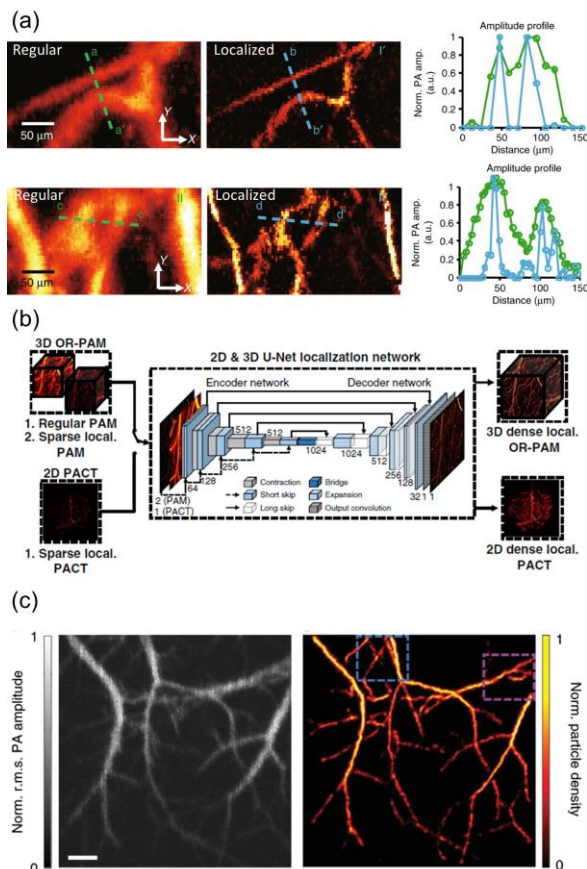 (a)
Regular
a
I
a'
50 μm
Y
X
Localized
b
I'
b'
Amplitude profile
Norm. PA amp.
(a.u.)
1
0.8
0.6
0.4
0.2
0
0 50 100 150
Distance (μm)
Regular
c
II
50 μm
Y
X
Localized
d
d'
Amplitude profile
Norm. PA amp.
(a.u.)
1
0.8
0.6
0.4
0.2
0
0 50 100 150
Distance (μm)
(b)
3D OR-PAM
1. Regular PAM
2. Sparse local.
PAM
2D PACT
1. Sparse local.
PACT
2D & 3D U-Net localization network
Encoder network
Decoder network
2 (PAM)
1 (PACT)
64
128
256
512
512
1024
1024
512
256
128
32
1
1
Contraction
Bridge
Short skip
Expansion
Long skip
Output convolution
3D dense local.
OR-PAM
2D dense local.
PACT
(c)
1
Norm. r.m.s. PA amplitude
0
1
Norm. particle density
0